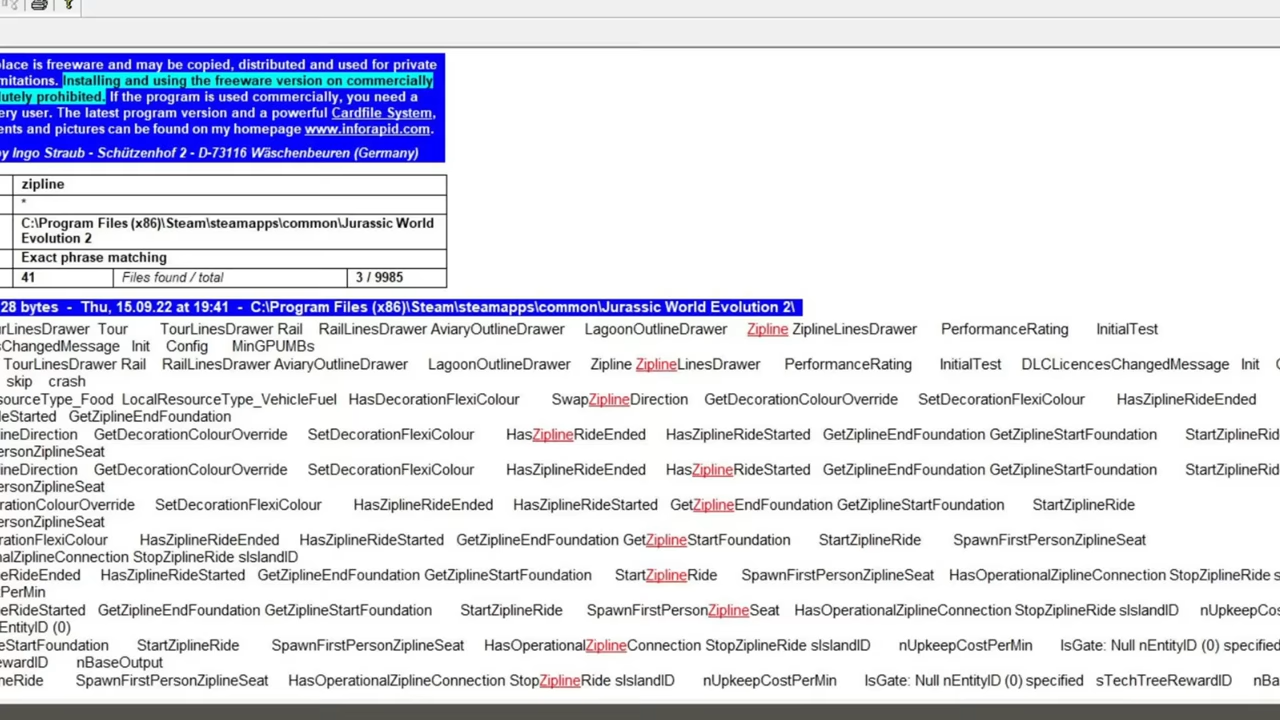 place is freeware and may be copied, distributed and used for private
mitations. Installing and using the freeware version on commercially
lutely prohibited. If the program is used commercially, you need a
ery user. The latest program version and a powerful Cardfile System,
ents and pictures can be found on my homepage www.inforapid.com.
by Ingo Straub - Schützenhof 2 - D-73116 Wäschenbeuren (Germany)
zipline
*
C:\Program Files (x86)\Steam\steamapps\common\Jurassic World
Evolution 2
Exact phrase matching
41 Files found / total 3 / 9985
28 bytes - Thu, 15.09.22 at 19:41 - C:\Program Files (x86)\Steam\steamapps\common\Jurassic World Evolution 2\
urLinesDrawer Tour TourLinesDrawer Rail RailLinesDrawer AviaryOutlineDrawer LagoonOutlineDrawer Zipline ZiplineLinesDrawer PerformanceRating InitialTest
sChangedMessage Init Config MinGPUMBs
TourLinesDrawer Rail RailLinesDrawer AviaryOutlineDrawer LagoonOutlineDrawer Zipline ZiplineLinesDrawer PerformanceRating InitialTest DLCLicencesChangedMessage Init C
skip crash
sourceType_Food LocalResourceType_VehicleFuel HasDecorationFlexiColour SwapZiplineDirection GetDecorationColourOverride SetDecorationFlexiColour HasZiplineRideEnded
deStarted GetZiplineEndFoundation
lineDirection GetDecorationColourOverride SetDecorationFlexiColour HasZiplineRideEnded HasZiplineRideStarted GetZiplineEndFoundation GetZiplineStartFoundation StartZiplineRid
ersonZiplineSeat
lineDirection GetDecorationColourOverride SetDecorationFlexiColour HasZiplineRideEnded HasZiplineRideStarted GetZiplineEndFoundation GetZiplineStartFoundation StartZiplineRid
ersonZiplineSeat
rationColourOverride SetDecorationFlexiColour HasZiplineRideEnded HasZiplineRideStarted GetZiplineEndFoundation GetZiplineStartFoundation StartZiplineRide
ersonZiplineSeat
rationFlexiColour HasZiplineRideEnded HasZiplineRideStarted GetZiplineEndFoundation GetZiplineStartFoundation StartZiplineRide SpawnFirstPersonZiplineSeat
nalZiplineConnection StopZiplineRide sIslandID
eRideEnded HasZiplineRideStarted GetZiplineEndFoundation GetZiplineStartFoundation StartZiplineRide SpawnFirstPersonZiplineSeat HasOperationalZiplineConnection StopZiplineRide s
tPerMin
eRideStarted GetZiplineEndFoundation GetZiplineStartFoundation StartZiplineRide SpawnFirstPersonZiplineSeat HasOperationalZiplineConnection StopZiplineRide sIslandID nUpkeepCos
EntityID (0)
eStartFoundation StartZiplineRide SpawnFirstPersonZiplineSeat HasOperationalZiplineConnection StopZiplineRide sIslandID nUpkeepCostPerMin IsGate: Null nEntityID (0) specified
ewardID nBaseOutput
neRide SpawnFirstPersonZiplineSeat HasOperationalZiplineConnection StopZiplineRide sIslandID nUpkeepCostPerMin IsGate: Null nEntityID (0) specified sTechTreeRewardID nBa